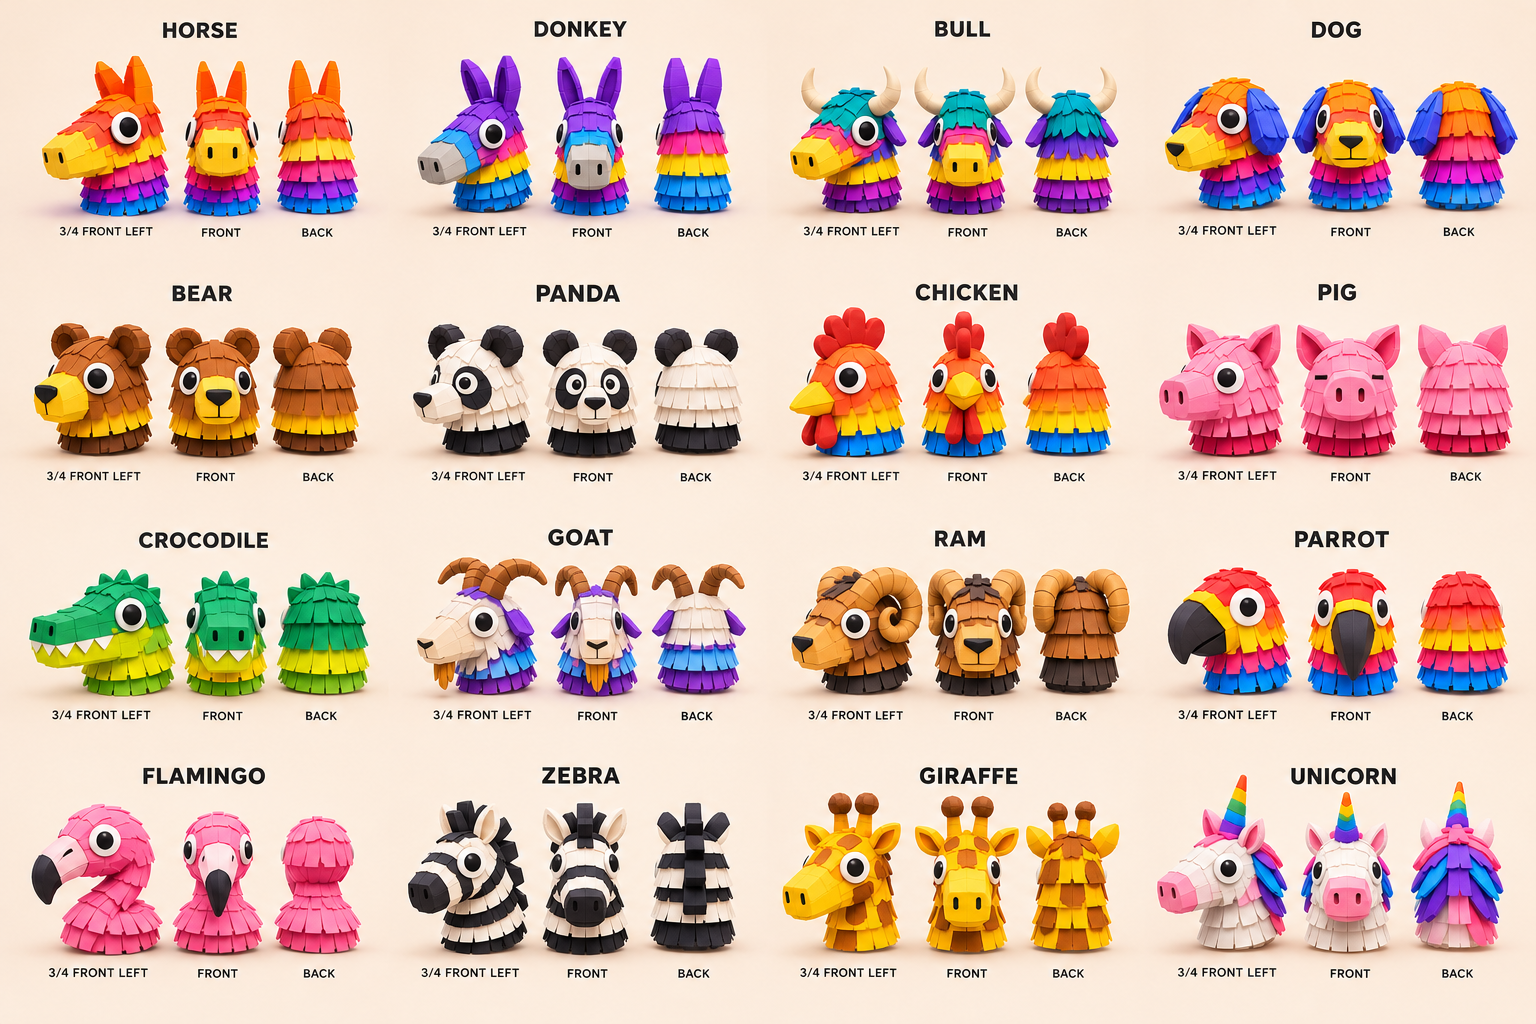 HORSE
DONKEY
BULL
DOG
3/4 FRONT LEFT
FRONT
BACK
3/4 FRONT LEFT
FRONT
BACK
3/4 FRONT LEFT
FRONT
BACK
3/4 FRONT LEFT
FRONT
BACK
BEAR
PANDA
CHICKEN
PIG
3/4 FRONT LEFT
FRONT
BACK
3/4 FRONT LEFT
FRONT
BACK
3/4 FRONT LEFT
FRONT
BACK
3/4 FRONT LEFT
FRONT
BACK
CROCODILE
GOAT
RAM
PARROT
3/4 FRONT LEFT
FRONT
BACK
3/4 FRONT LEFT
FRONT
BACK
3/4 FRONT LEFT
FRONT
BACK
3/4 FRONT LEFT
FRONT
BACK
FLAMINGO
ZEBRA
GIRAFFE
UNICORN
3/4 FRONT LEFT
FRONT
BACK
3/4 FRONT LEFT
FRONT
BACK
3/4 FRONT LEFT
FRONT
BACK
3/4 FRONT LEFT
FRONT
BACK